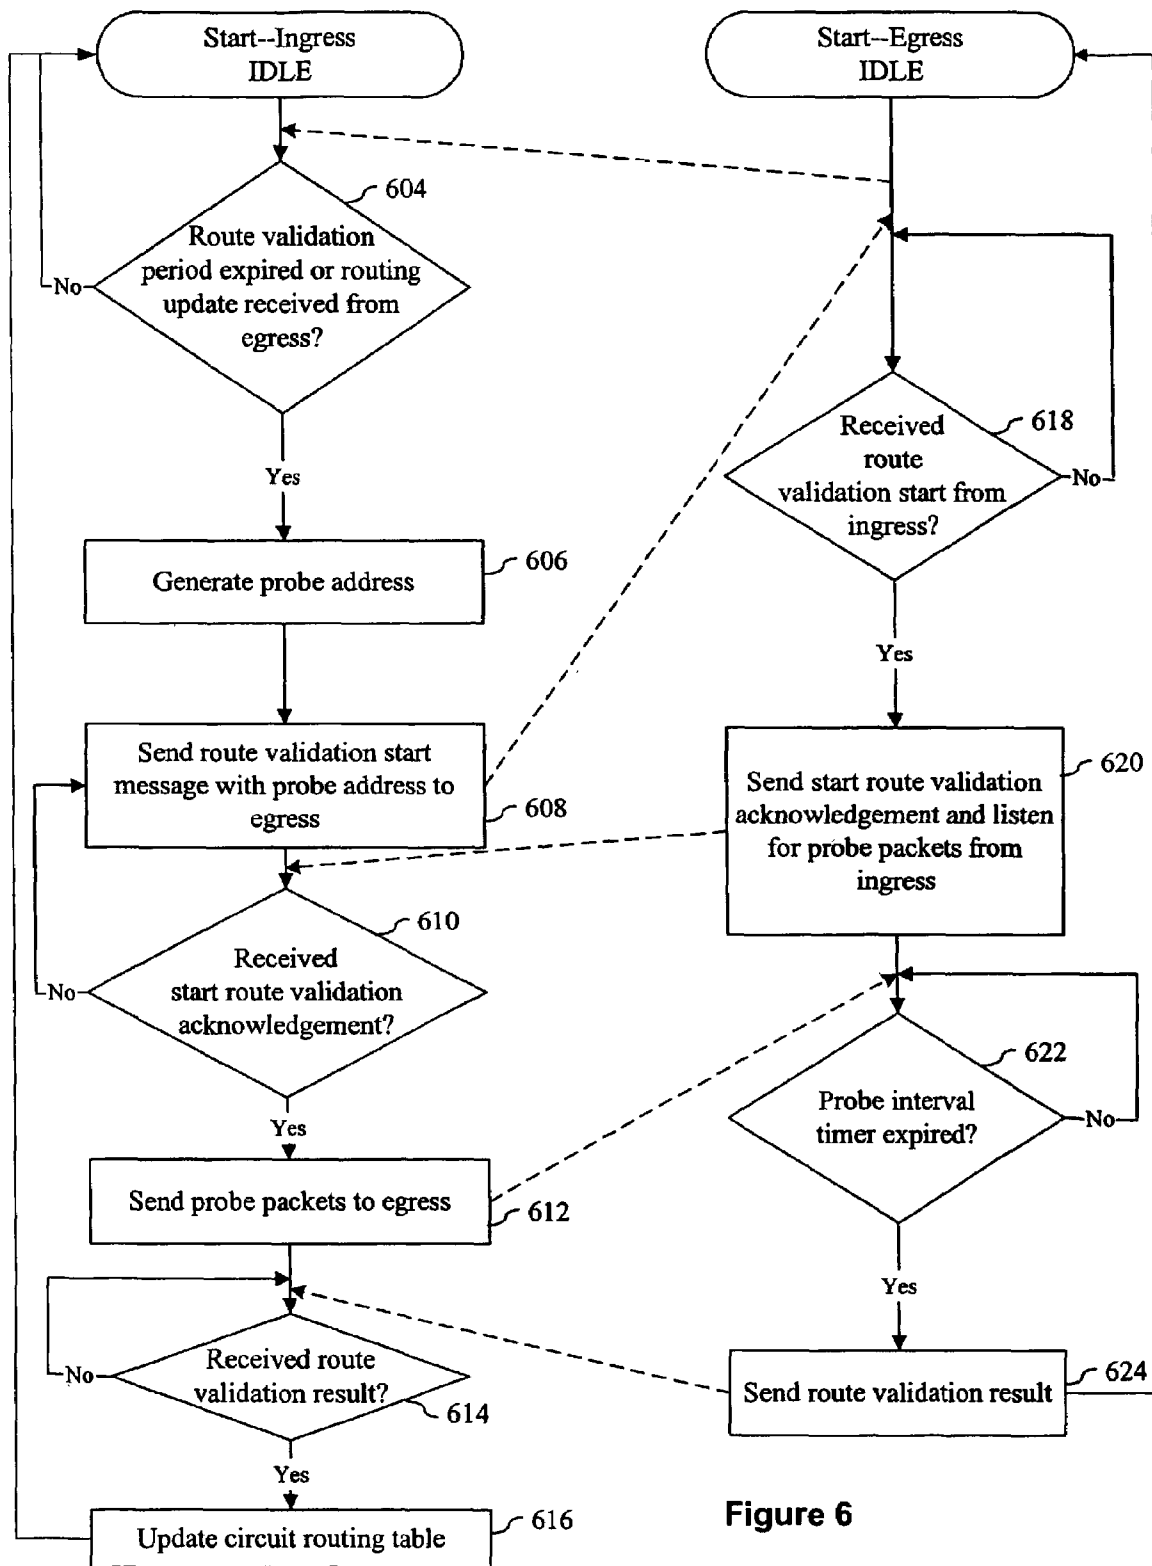 Start--Ingress
IDLE
604
Route validation
period expired or routing
update received from
egress?
No
Yes
Generate probe address
606
Send route validation start
message with probe address to
egress
608
Received
start route validation
acknowledgement?
610
No
Yes
Send probe packets to egress
612
Received route
validation result?
614
No
Yes
Update circuit routing table
616
Start--Egress
IDLE
Received
route
validation start from
ingress?
618
No
Yes
Send start route validation
acknowledgement and listen
for probe packets from
ingress
620
Probe interval
timer expired?
622
No
Yes
Send route validation result
624
Figure 6